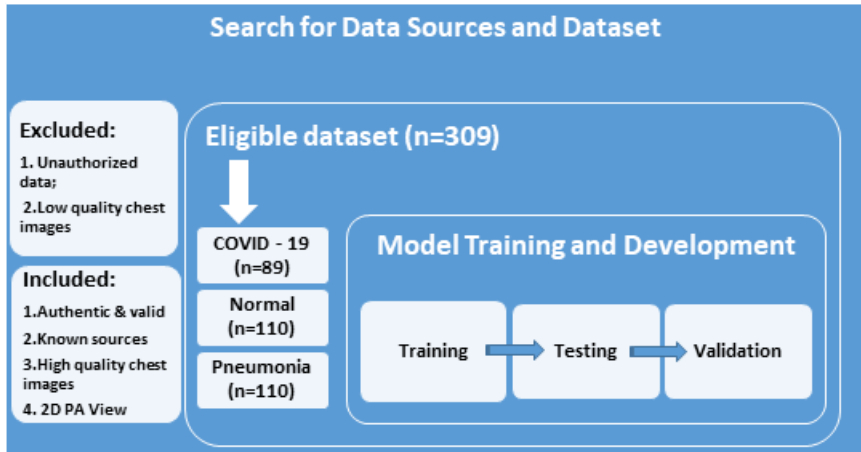 Search for Data Sources and Dataset
Excluded:
1. Unauthorized
data;
2.Low quality chest
images
Included:
1.Authentic & valid
2.Known sources
3.High quality chest
images
4. 2D PA View
Eligible dataset (n=309)
COVID - 19
(n=89)
Normal
(n=110)
Pneumonia
(n=110)
Model Training and Development
Training
Testing
Validation